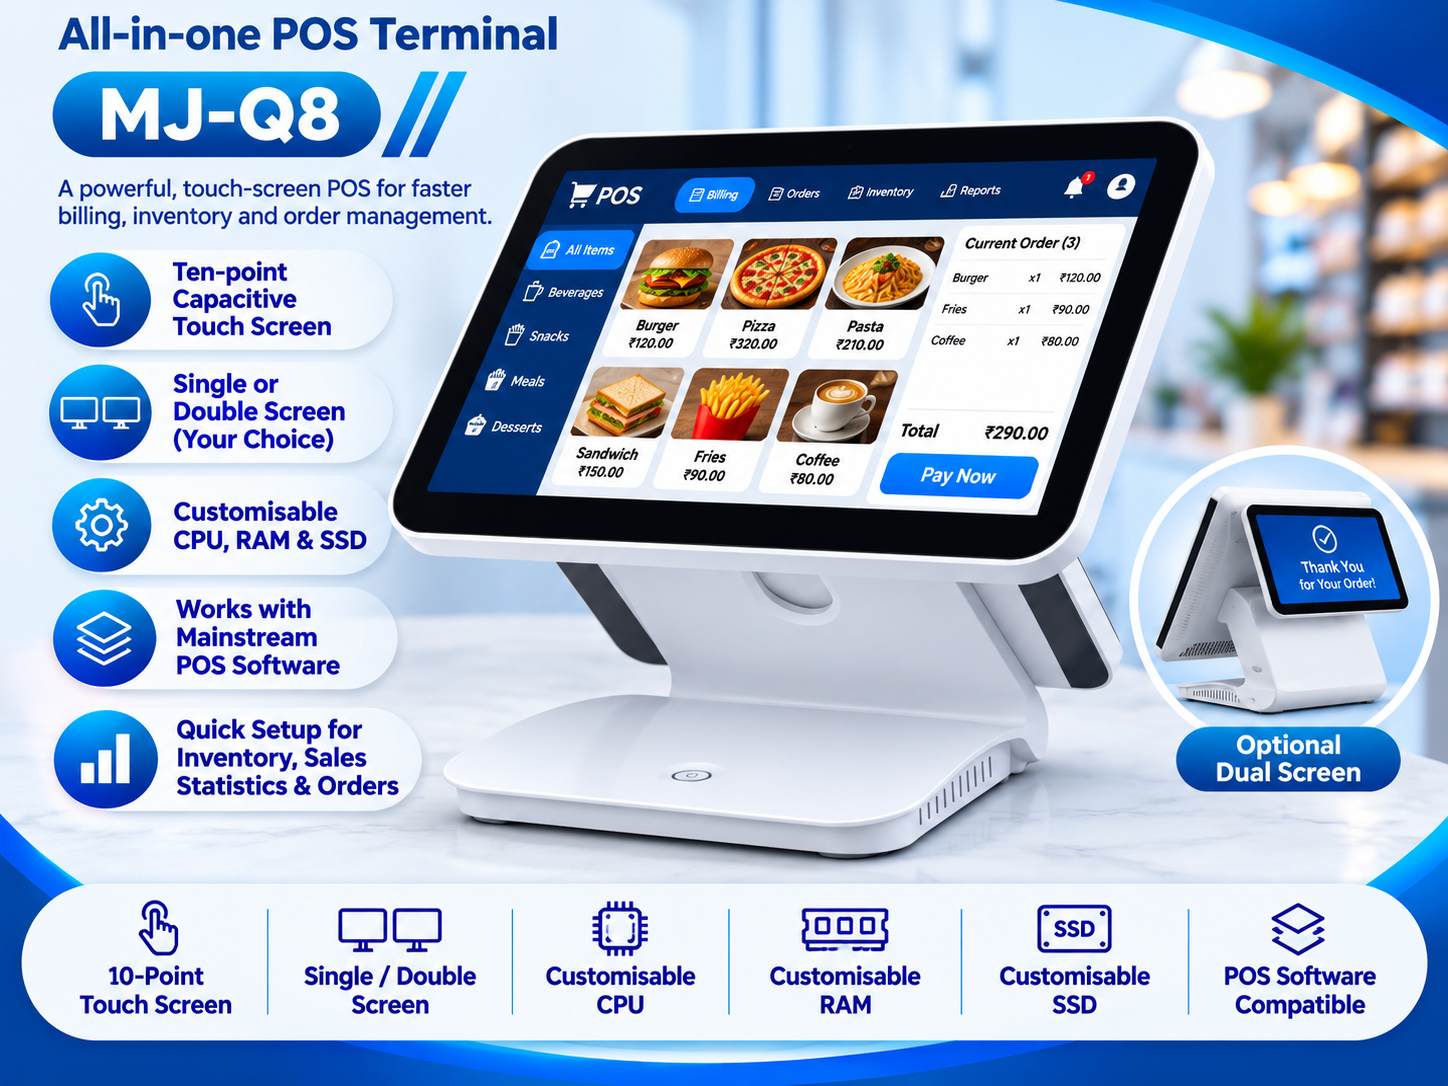 All-in-one POS Terminal
MJ-Q8
A powerful, touch-screen POS for faster
billing, inventory and order management.
Ten-point
Capacitive
Touch Screen
Single or
Double Screen
(Your Choice)
Customisable
CPU, RAM & SSD
Works with
Mainstream
POS Software
Quick Setup for
Inventory, Sales
Statistics & Orders
POS
Billing
Orders
Inventory
Reports
1
All Items
Beverages
Snacks
Meals
Desserts
Burger
₹120.00
Pizza
₹320.00
Pasta
₹210.00
Sandwich
₹150.00
Fries
₹90.00
Coffee
₹80.00
Current Order (3)
Burger x1 ₹120.00
Fries x1 ₹90.00
Coffee x1 ₹80.00
Total ₹290.00
Pay Now
Thank You
for Your Order!
Optional
Dual Screen
10-Point
Touch Screen
Single / Double
Screen
Customisable
CPU
Customisable
RAM
SSD
Customisable
SSD
POS Software
Compatible